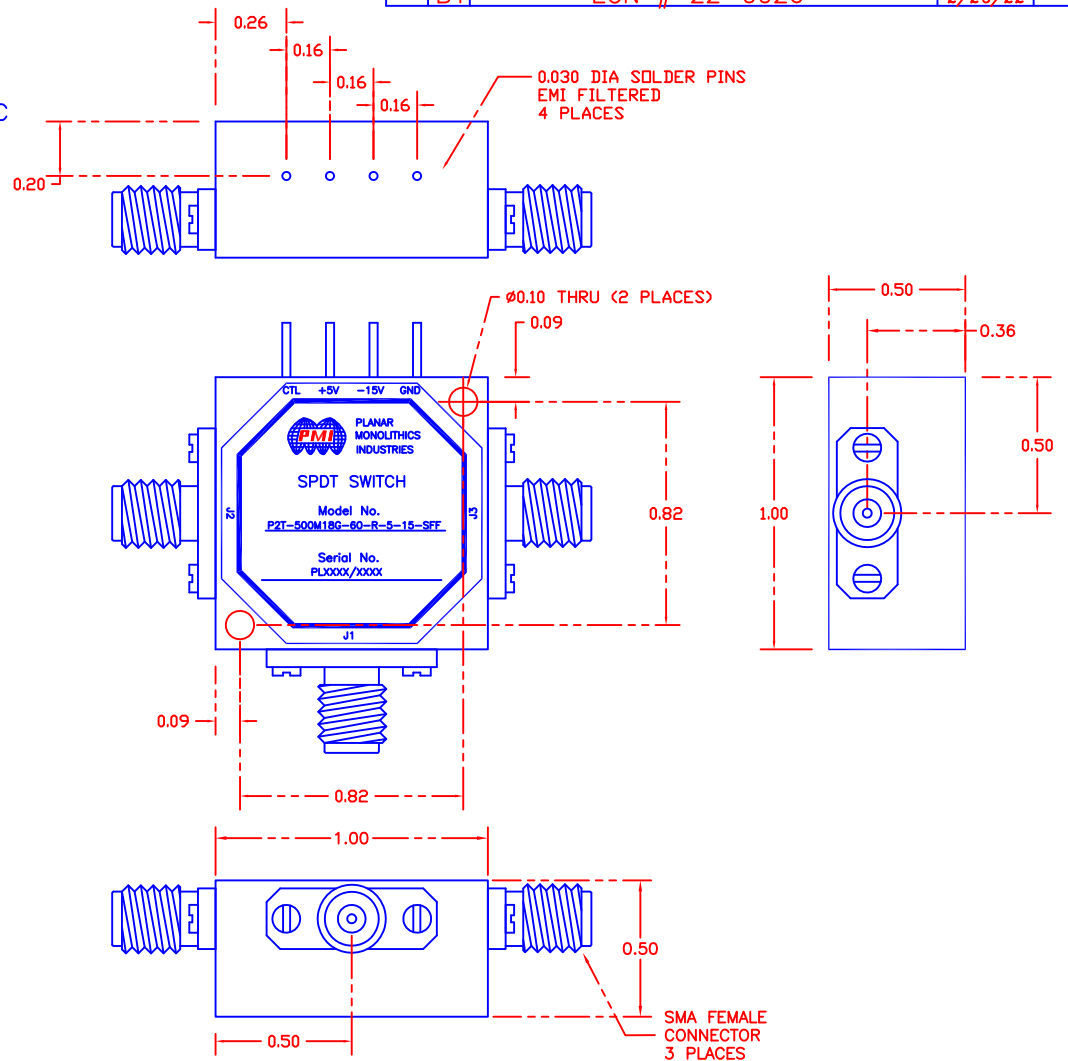 0.26
0.16
0.16
0.16
0.030 DIA SOLDER PINS
EMI FILTERED
4 PLACES
C
0.20
Ø0.10 THRU (2 PLACES)
0.09
0.50
0.36
CTL +5V -15V GND
PMI
PLANAR
MONOLITHICS
INDUSTRIES
SPDT SWITCH
Model No.
P2T-500M18G-60-R-5-15-SFF
Serial No.
PLXXXX/XXXX
J2
J3
J1
0.82
1.00
0.50
0.09
0.82
1.00
0.50
0.50
SMA FEMALE
CONNECTOR
3 PLACES